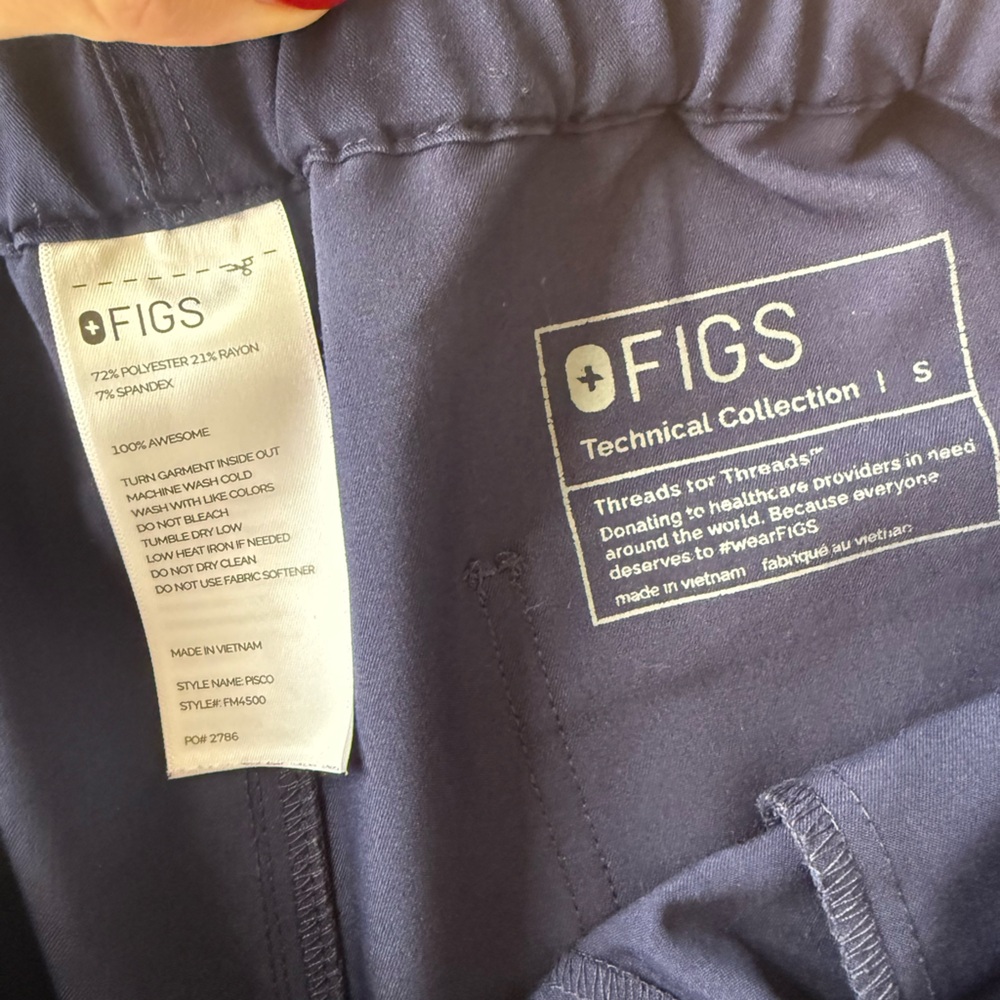 FIGS
72% POLYESTER 21% RAYON
7% SPANDEX
100% AWESOME
TURN GARMENT INSIDE OUT
MACHINE WASH COLD
WASH WITH LIKE COLORS
DO NOT BLEACH
TUMBLE DRY LOW
LOW HEAT IRON IF NEEDED
DO NOT DRY CLEAN
DO NOT USE FABRIC SOFTENER
MADE IN VIETNAM
STYLE NAME: PISCO
STYLE#: FM4500
PO# 2786
FIGS
Technical Collection | S
Threads for Threads™
Donating to healthcare providers in need
around the world. Because everyone
deserves to #wearFIGS
made in vietnam fabriqué au vietnam